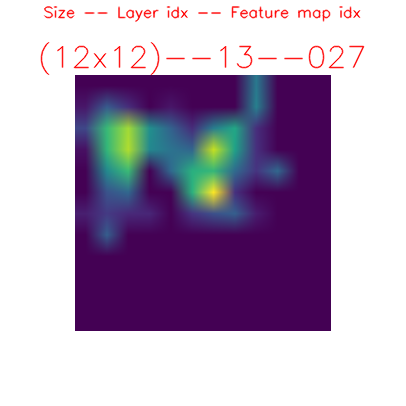 Size -- Layer idx -- Feature map idx
(12x12)--13--027